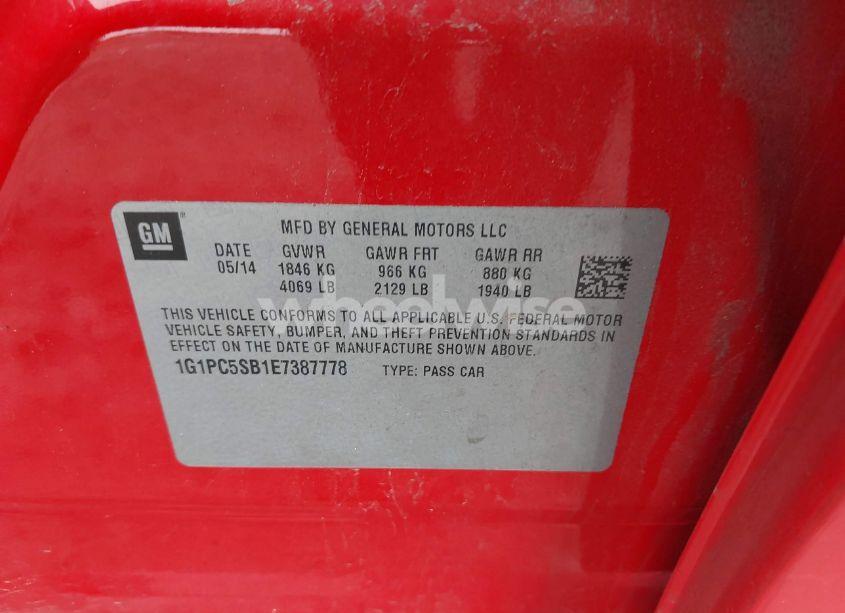 GM
MFD BY GENERAL MOTORS LLC
DATE GVWR GAWR FRT GAWR RR
05/14 1846 KG 966 KG 880 KG
4069 LB 2129 LB 1940 LB
wheelwise
THIS VEHICLE CONFORMS TO ALL APPLICABLE U.S. FEDERAL MOTOR
VEHICLE SAFETY, BUMPER, AND THEFT PREVENTION STANDARDS IN
EFFECT ON THE DATE OF MANUFACTURE SHOWN ABOVE.
1G1PC5SB1E7387778 TYPE: PASS CAR